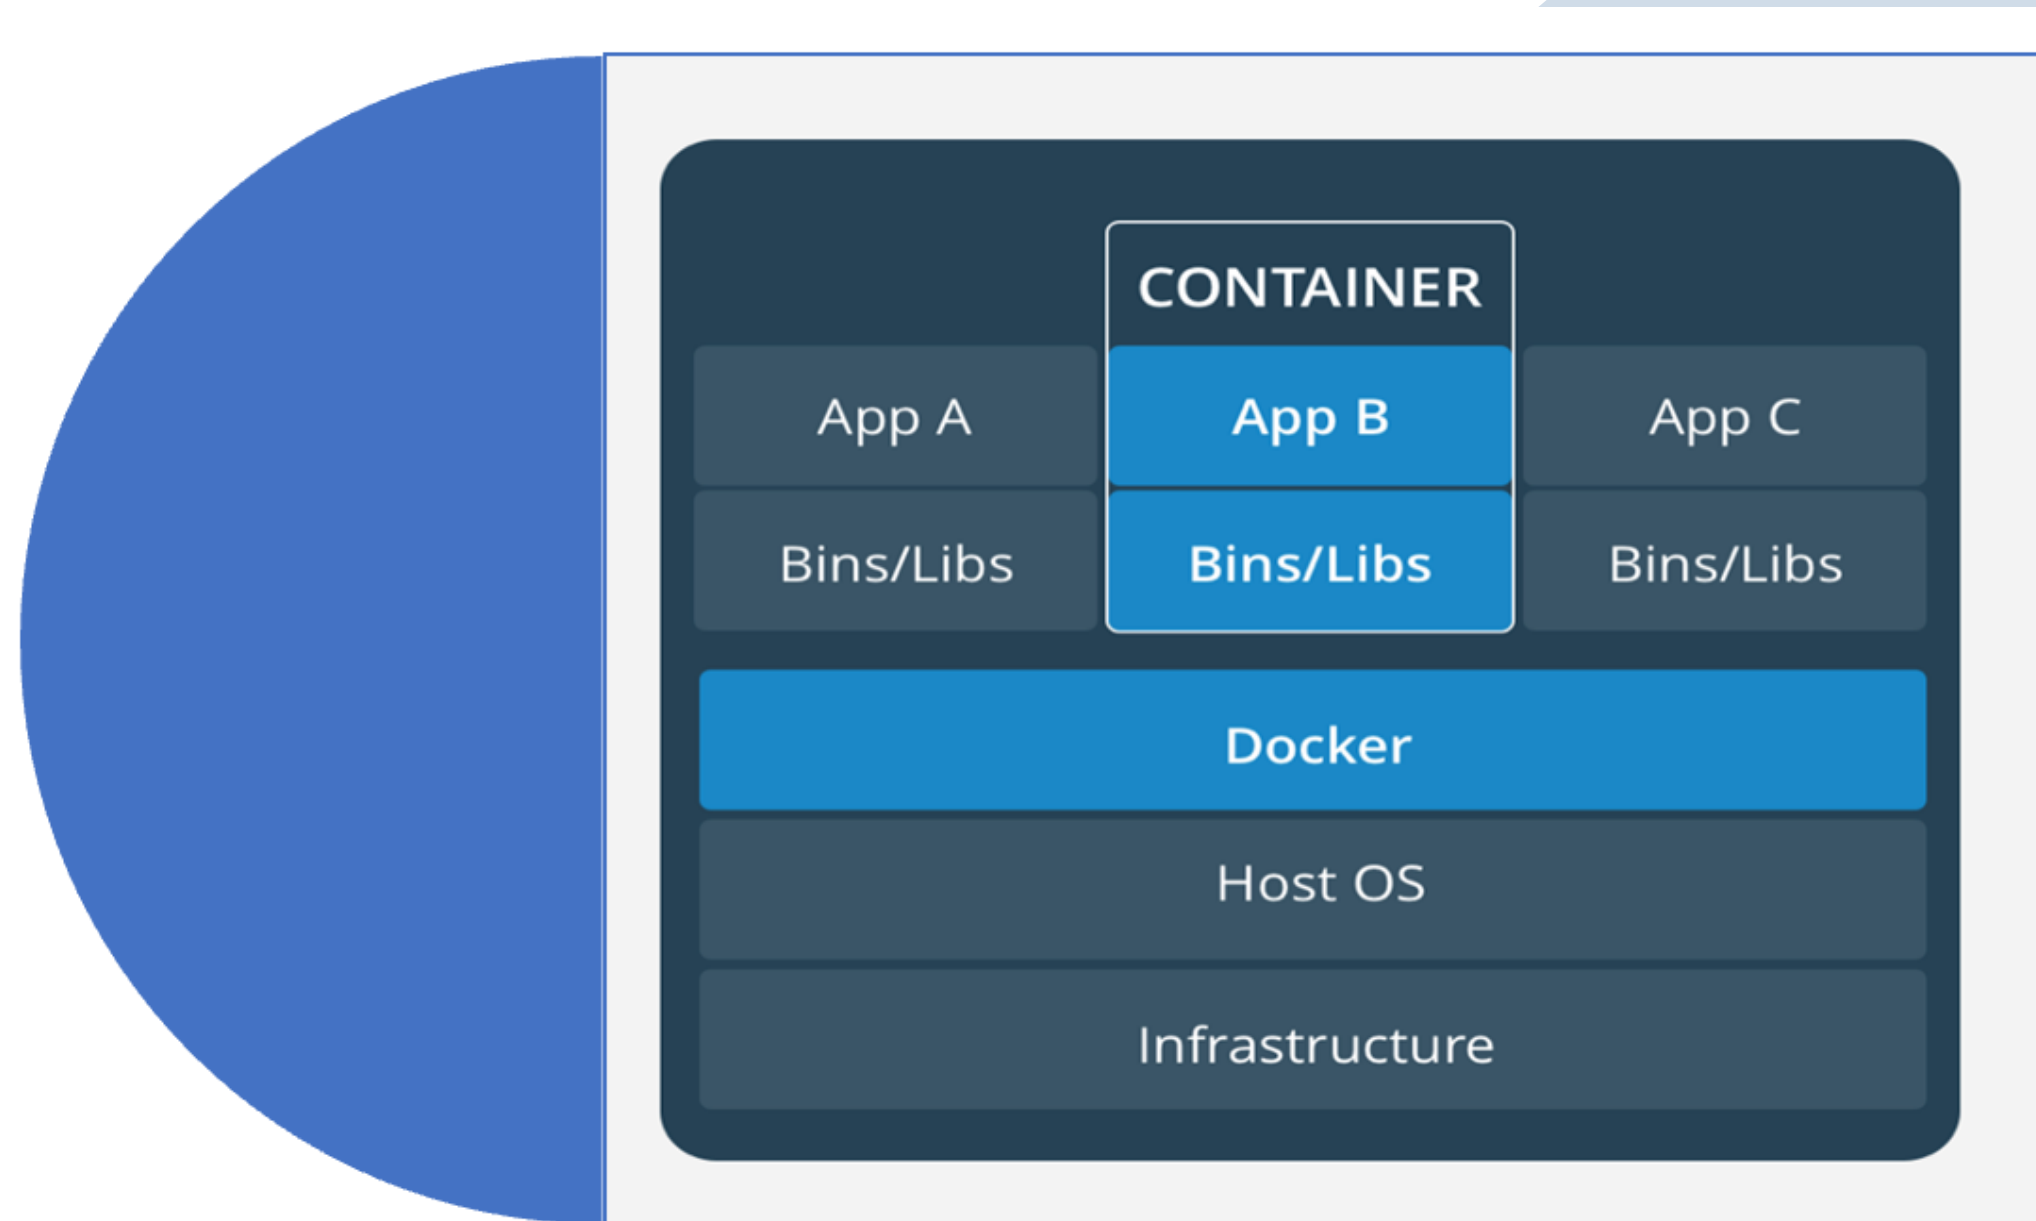 CONTAINER
App A
App B
App C
Bins/Libs
Bins/Libs
Bins/Libs
Docker
Host OS
Infrastructure